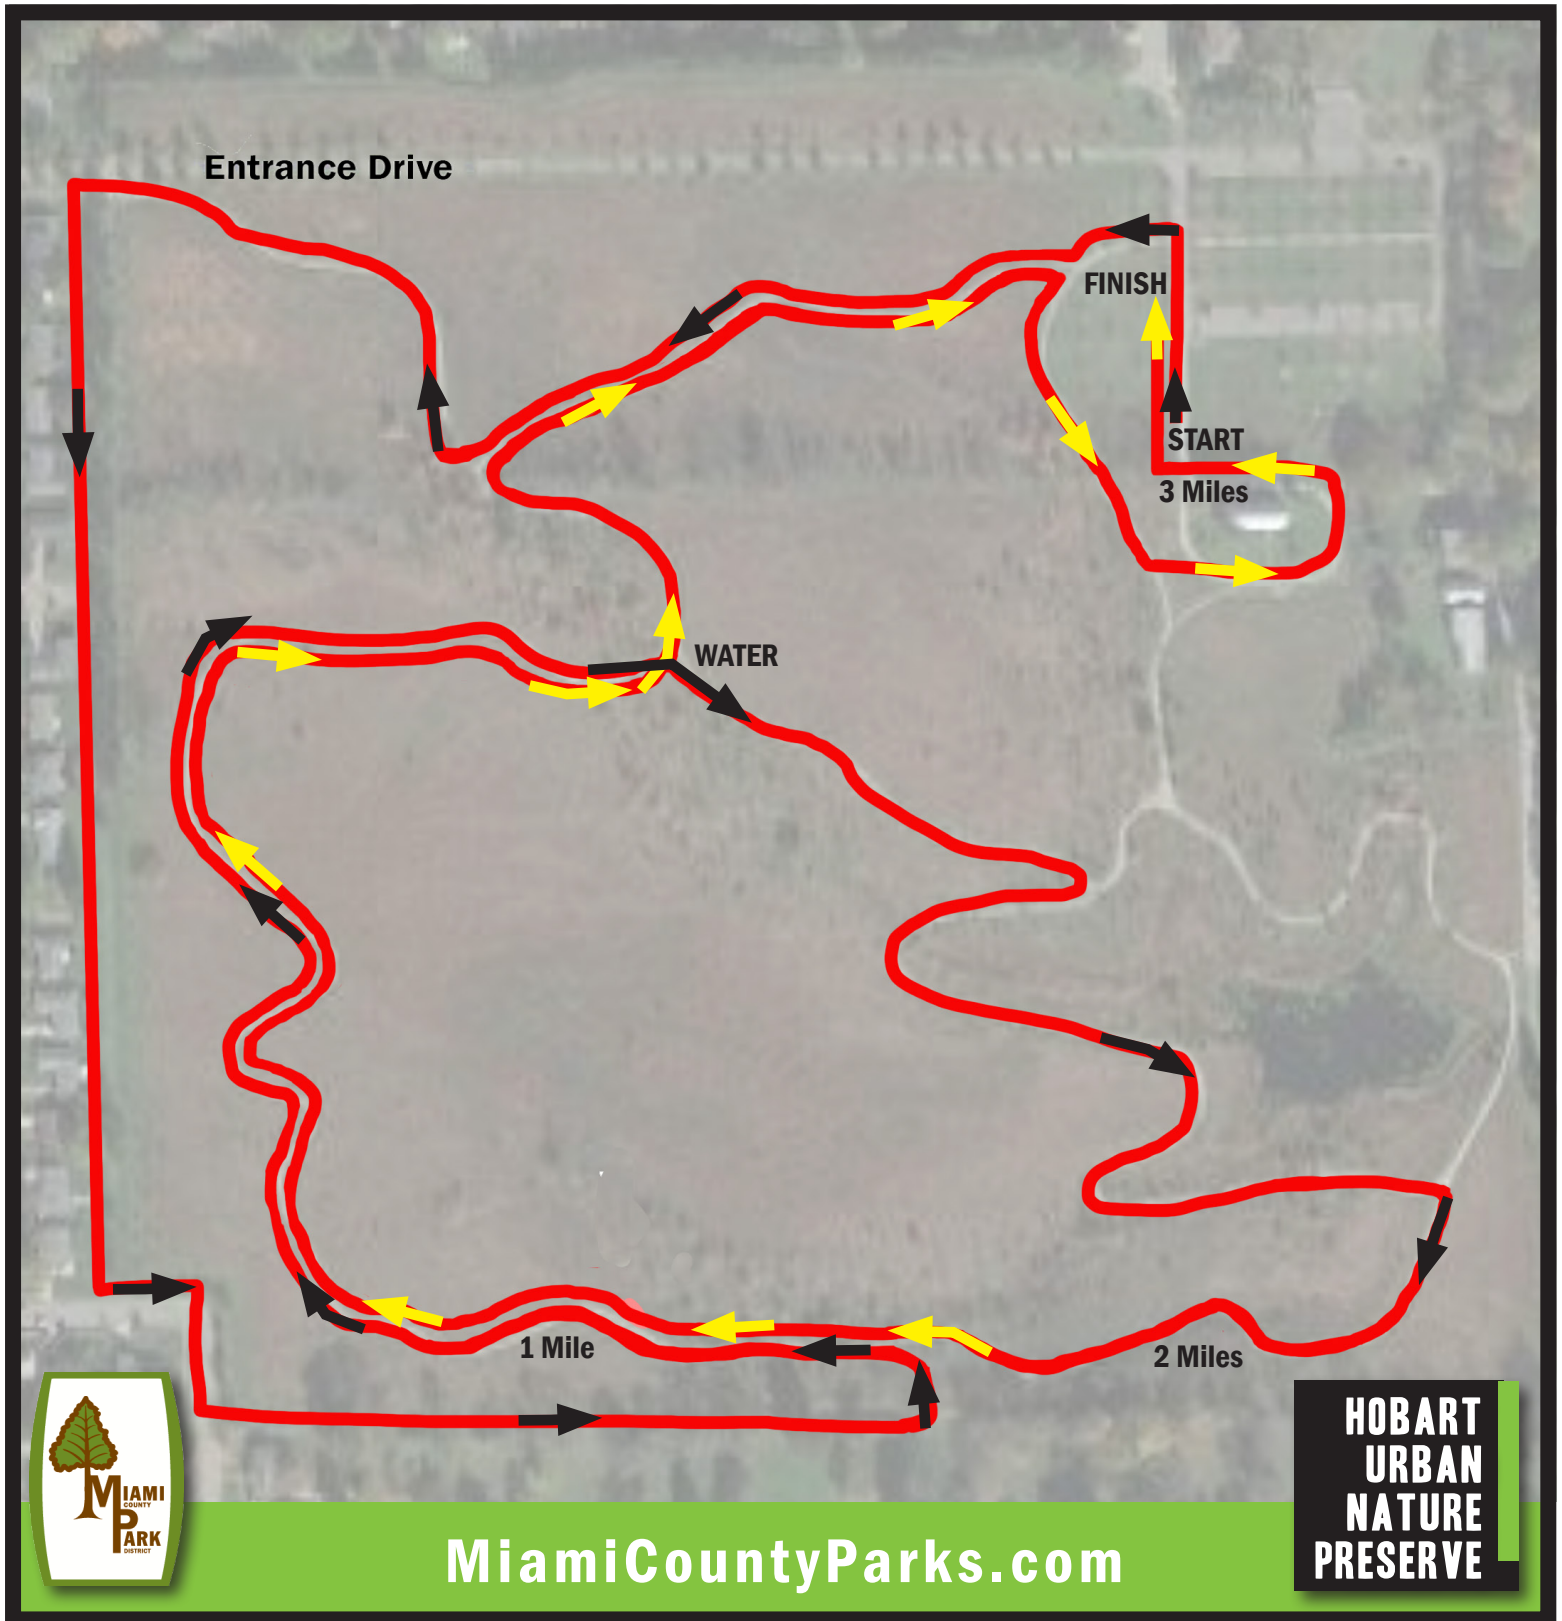 Entrance Drive
FINISH
START
3 Miles
WATER
1 Mile
2 Miles
MIAMI
COUNTY
PARK
DISTRICT
MiamiCountyParks.com
HOBART
URBAN
NATURE
PRESERVE